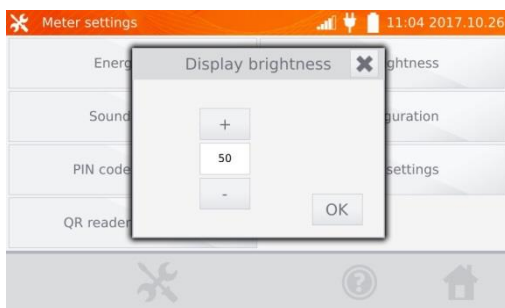 Meter settings
11:04 2017.10.26
Energ
Display brightness
ghtness
Sound
+
guration
50
PIN code
settings
-
OK
QR reader